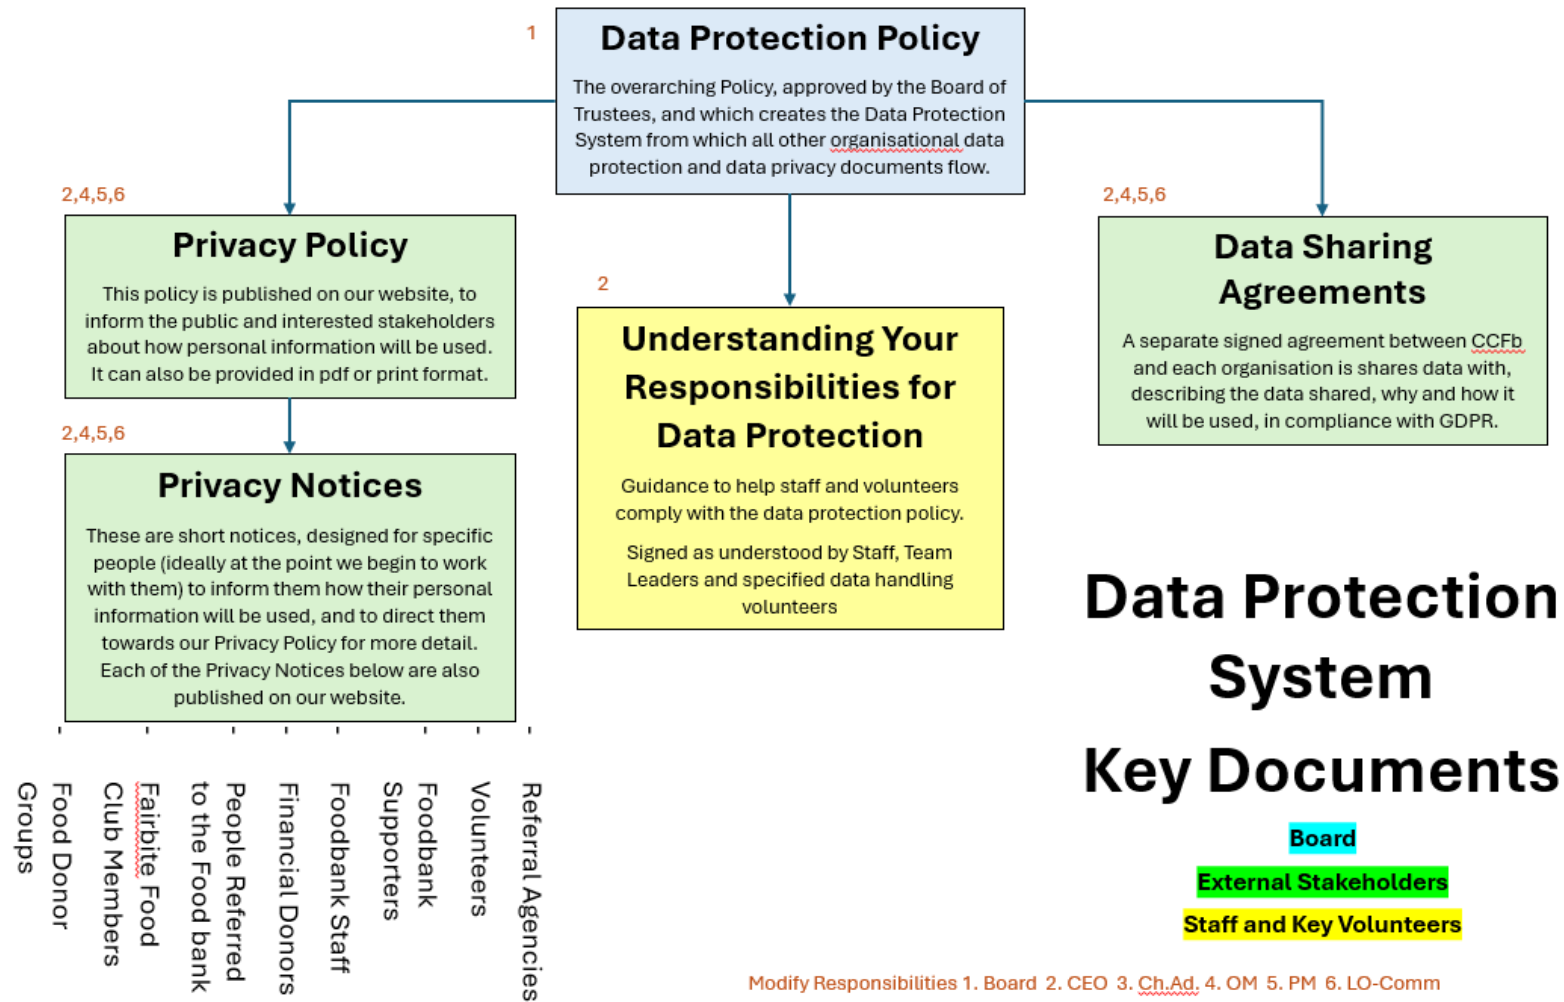 1
Data Protection Policy
The overarching Policy, approved by the Board of
Trustees, and which creates the Data Protection
System from which all other organisational data
protection and data privacy documents flow.
2,4,5,6
Privacy Policy
This policy is published on our website, to
inform the public and interested stakeholders
about how personal information will be used.
It can also be provided in pdf or print format.
2,4,5,6
Privacy Notices
These are short notices, designed for specific
people (ideally at the point we begin to work
with them) to inform them how their personal
information will be used, and to direct them
towards our Privacy Policy for more detail.
Each of the Privacy Notices below are also
published on our website.
Food Donor
Groups
Fairbite Food
Club Members
People Referred
to the Food bank
Financial Donors
Foodbank Staff
Foodbank
Supporters
Volunteers
Referral Agencies
2
Understanding Your
Responsibilities for
Data Protection
Guidance to help staff and volunteers
comply with the data protection policy.
Signed as understood by Staff, Team
Leaders and specified data handling
volunteers
2,4,5,6
Data Sharing
Agreements
A separate signed agreement between CCFb
and each organisation is shares data with,
describing the data shared, why and how it
will be used, in compliance with GDPR.
Data Protection
System
Key Documents
Board
External Stakeholders
Staff and Key Volunteers
Modify Responsibilities 1. Board 2. CEO 3. Ch.Ad. 4. OM 5. PM 6. LO-Comm